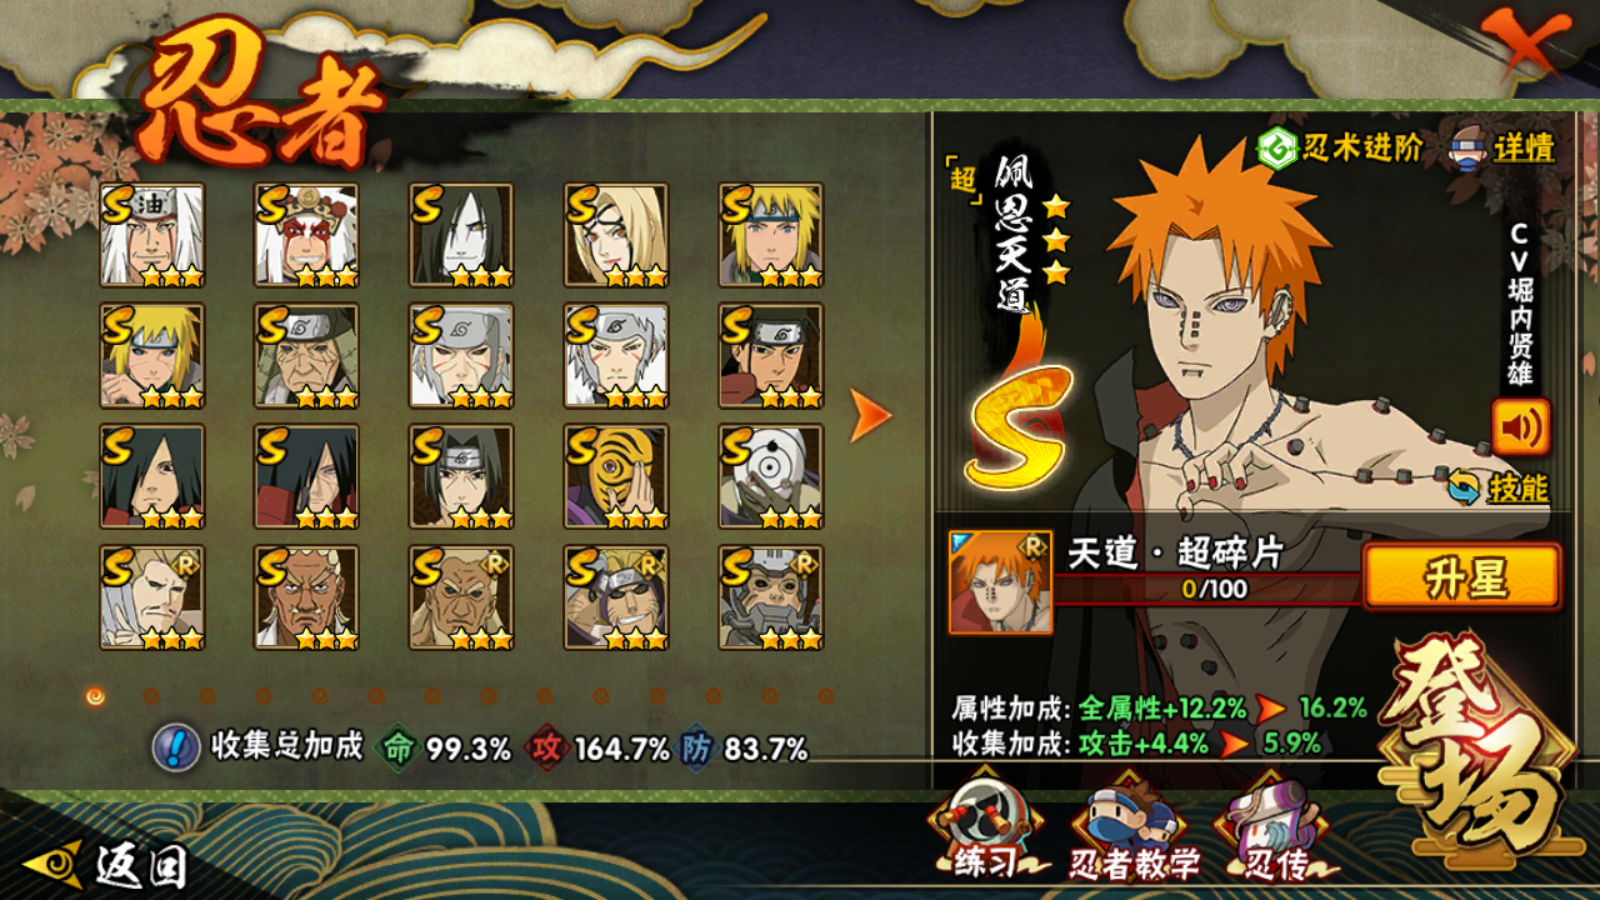 忍者
S
油
S
S
S
S
S
S
S
S
S
S
S
S
S
S
S R
S
S R
S R
S R
收集总加成 命 99.3% 攻 164.7% 防 83.7%
返回
「超」
佩恩天道
S
忍术进阶
详情
CV堀内贤雄
技能
R
天道·超碎片
0/100
升星
属性加成: 全属性+12.2% 16.2%
收集加成: 攻击+4.4% 5.9%
登场
练习
忍者教学
忍传